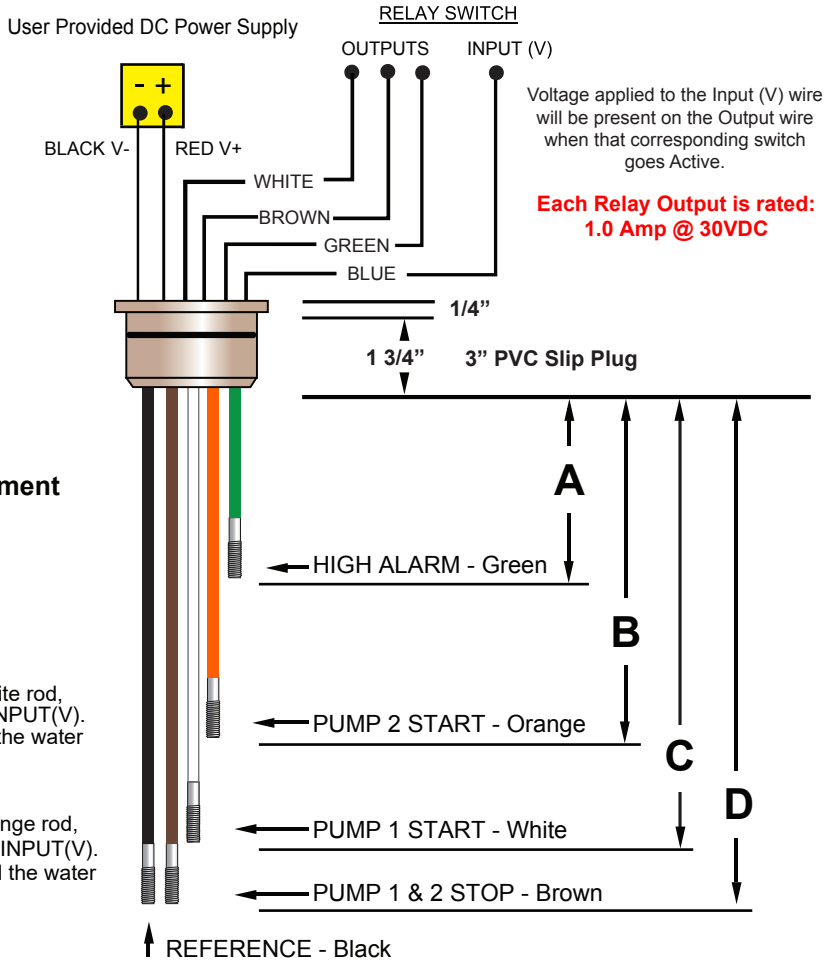 RELAY SWITCH
User Provided DC Power Supply
OUTPUTS
INPUT (V)
- +
BLACK V-
RED V+
Voltage applied to the Input (V) wire
will be present on the Output wire
when that corresponding switch
goes Active.
WHITE
BROWN
GREEN
BLUE
Each Relay Output is rated:
1.0 Amp @ 30VDC
1/4”
1 3/4”
3” PVC Slip Plug
ment
A
HIGH ALARM - Green
B
ite rod,
NPUT(V).
the water
PUMP 2 START - Orange
C
D
nge rod,
INPUT(V).
l the water
PUMP 1 START - White
PUMP 1 & 2 STOP - Brown
REFERENCE - Black